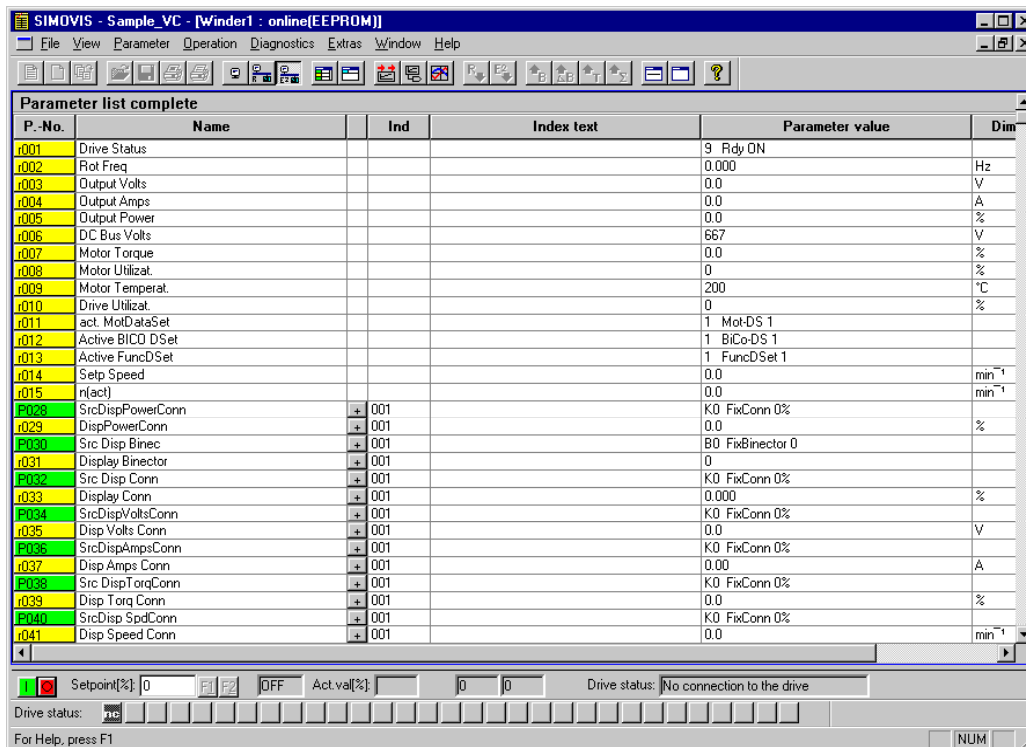 SIMOVIS - Sample_VC - [Winder1 : online(EEPROM)]
File View Parameter Operation Diagnostics Extras Window Help
Parameter list complete
P.-No. Name Ind Index text Parameter value Dim
r001 Drive Status 9 Rdy ON
r002 Rot Freq 0.000 Hz
r003 Output Volts 0.0 V
r004 Output Amps 0.0 A
r005 Output Power 0.0 %
r006 DC Bus Volts 667 V
r007 Motor Torque 0.0 %
r008 Motor Utilizat. 0 %
r009 Motor Temperat. 200 °C
r010 Drive Utilizat. 0 %
r011 act. MotDataSet 1 Mot-DS 1
r012 Active BICO DSet 1 BiCo-DS 1
r013 Active FuncDSet 1 FuncDSet 1
r014 Setp Speed 0.0 min⁻¹
r015 n(act) 0.0 min⁻¹
P028 SrcDispPowerConn + 001 K0 FixConn 0%
r029 DispPowerConn + 001 0.0 %
P030 Src Disp Binec + 001 B0 FixBinector 0
r031 Display Binector + 001 0
P032 Src Disp Conn + 001 K0 FixConn 0%
r033 Display Conn + 001 0.000 %
P034 SrcDispVoltsConn + 001 K0 FixConn 0%
r035 Disp Volts Conn + 001 0.0 V
P036 SrcDispAmpsConn + 001 K0 FixConn 0%
r037 Disp Amps Conn + 001 0.00 A
P038 Src DispTorqConn + 001 K0 FixConn 0%
r039 Disp Torq Conn + 001 0.0 %
P040 SrcDisp SpdConn + 001 K0 FixConn 0%
r041 Disp Speed Conn + 001 0.0 min⁻¹
Setpoint[%]: 0 F1 F2 OFF Act.val[%]: 0 0 Drive status: No connection to the drive
Drive status: nc
For Help, press F1 NUM